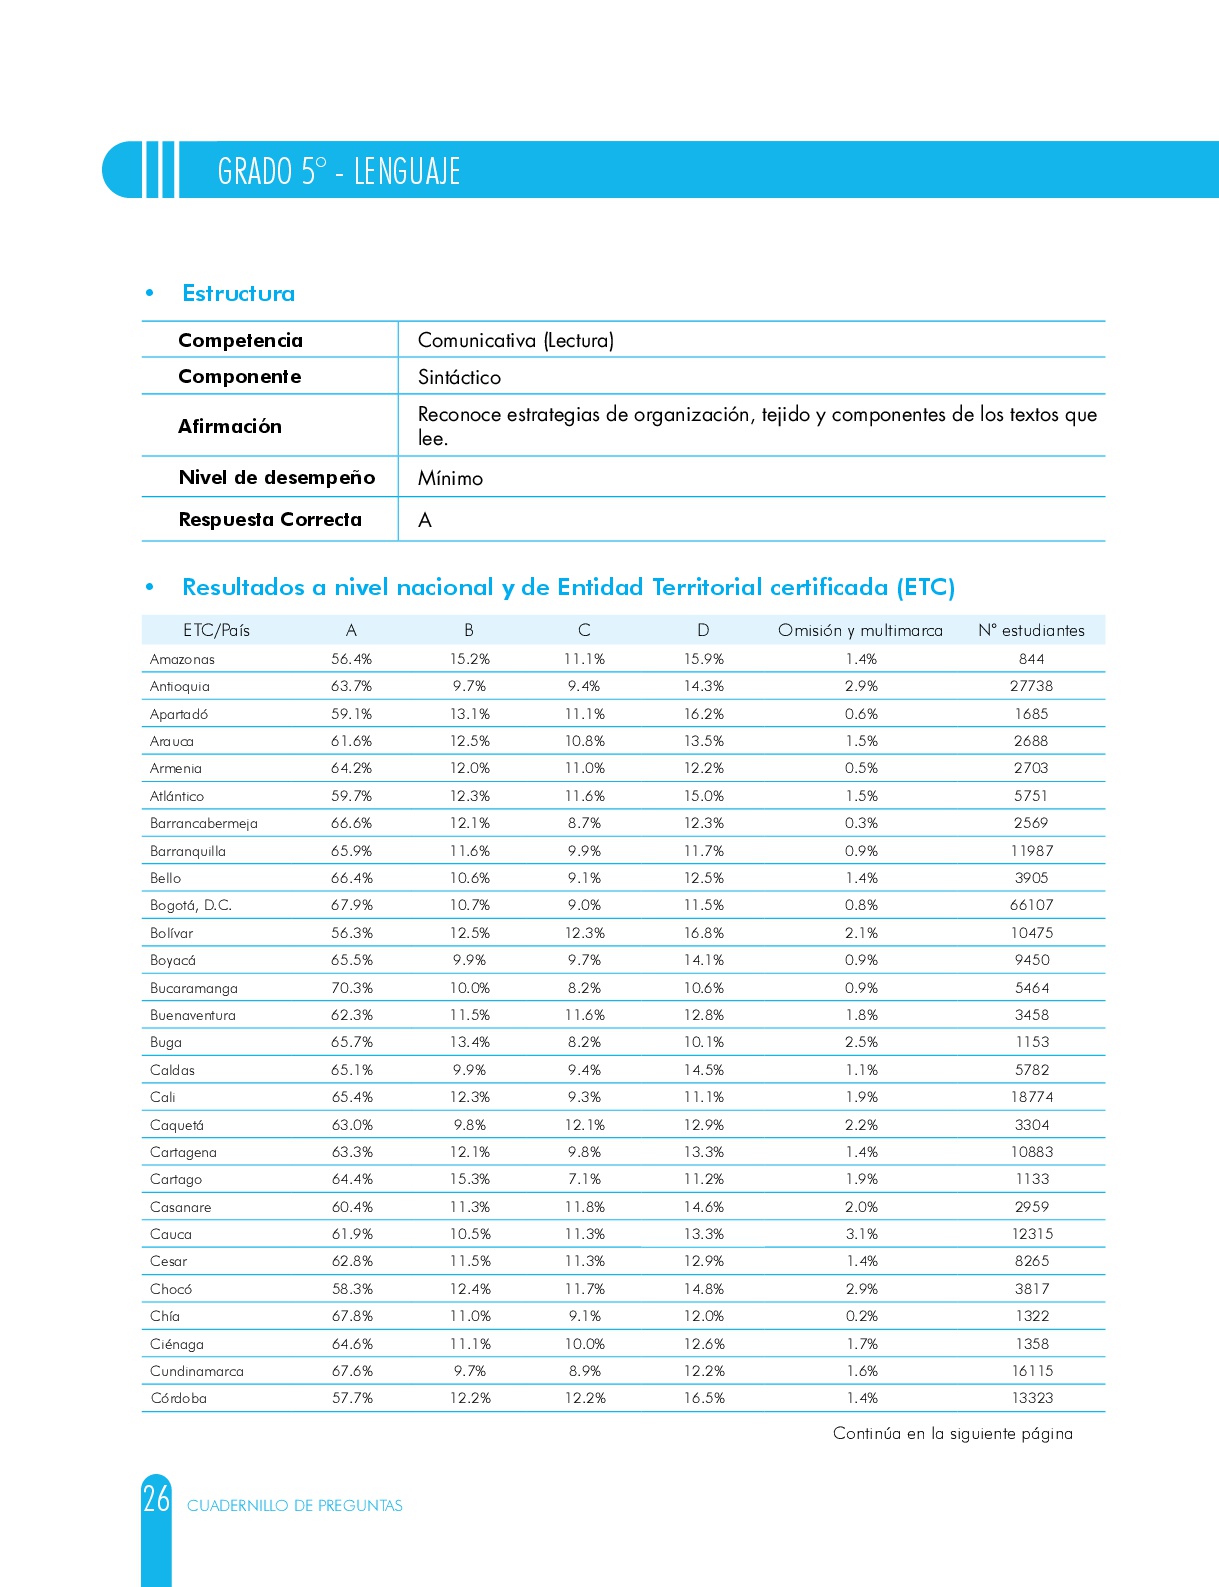 GRADO 5° - LENGUAJE
• Estructura
Competencia Comunicativa (Lectura)
Componente Sintáctico
Afirmación Reconoce estrategias de organización, tejido y componentes de los textos que
lee.
Nivel de desempeño Mínimo
Respuesta Correcta A
• Resultados a nivel nacional y de Entidad Territorial certificada (ETC)
ETC/País A B C D Omisión y multimarca N° estudiantes
Amazonas 56.4% 15.2% 11.1% 15.9% 1.4% 844
Antioquia 63.7% 9.7% 9.4% 14.3% 2.9% 27738
Apartadó 59.1% 13.1% 11.1% 16.2% 0.6% 1685
Arauca 61.6% 12.5% 10.8% 13.5% 1.5% 2688
Armenia 64.2% 12.0% 11.0% 12.2% 0.5% 2703
Atlántico 59.7% 12.3% 11.6% 15.0% 1.5% 5751
Barrancabermeja 66.6% 12.1% 8.7% 12.3% 0.3% 2569
Barranquilla 65.9% 11.6% 9.9% 11.7% 0.9% 11987
Bello 66.4% 10.6% 9.1% 12.5% 1.4% 3905
Bogotá, D.C. 67.9% 10.7% 9.0% 11.5% 0.8% 66107
Bolívar 56.3% 12.5% 12.3% 16.8% 2.1% 10475
Boyacá 65.5% 9.9% 9.7% 14.1% 0.9% 9450
Bucaramanga 70.3% 10.0% 8.2% 10.6% 0.9% 5464
Buenaventura 62.3% 11.5% 11.6% 12.8% 1.8% 3458
Buga 65.7% 13.4% 8.2% 10.1% 2.5% 1153
Caldas 65.1% 9.9% 9.4% 14.5% 1.1% 5782
Cali 65.4% 12.3% 9.3% 11.1% 1.9% 18774
Caquetá 63.0% 9.8% 12.1% 12.9% 2.2% 3304
Cartagena 63.3% 12.1% 9.8% 13.3% 1.4% 10883
Cartago 64.4% 15.3% 7.1% 11.2% 1.9% 1133
Casanare 60.4% 11.3% 11.8% 14.6% 2.0% 2959
Cauca 61.9% 10.5% 11.3% 13.3% 3.1% 12315
Cesar 62.8% 11.5% 11.3% 12.9% 1.4% 8265
Chocó 58.3% 12.4% 11.7% 14.8% 2.9% 3817
Chía 67.8% 11.0% 9.1% 12.0% 0.2% 1322
Ciénaga 64.6% 11.1% 10.0% 12.6% 1.7% 1358
Cundinamarca 67.6% 9.7% 8.9% 12.2% 1.6% 16115
Córdoba 57.7% 12.2% 12.2% 16.5% 1.4% 13323
Continúa en la siguiente página
26 CUADERNILLO DE PREGUNTAS